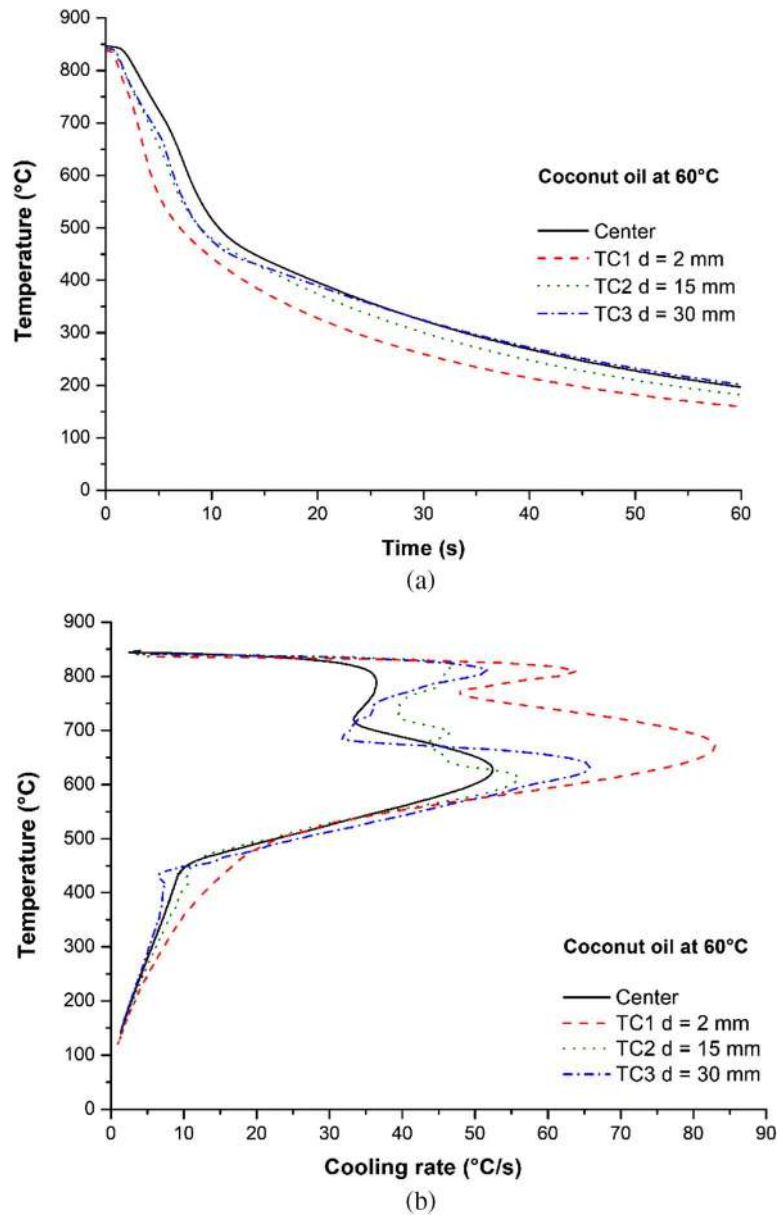 900
800
700
600
500
400
300
200
100
0
Temperature (°C)
Coconut oil at 60°C
Center
TC1 d = 2 mm
TC2 d = 15 mm
TC3 d = 30 mm
0 10 20 30 40 50 60
Time (s)
(a)
900
800
700
600
500
400
300
200
100
0
Temperature (°C)
Coconut oil at 60°C
Center
TC1 d = 2 mm
TC2 d = 15 mm
TC3 d = 30 mm
0 10 20 30 40 50 60 70 80 90
Cooling rate (°C/s)
(b)